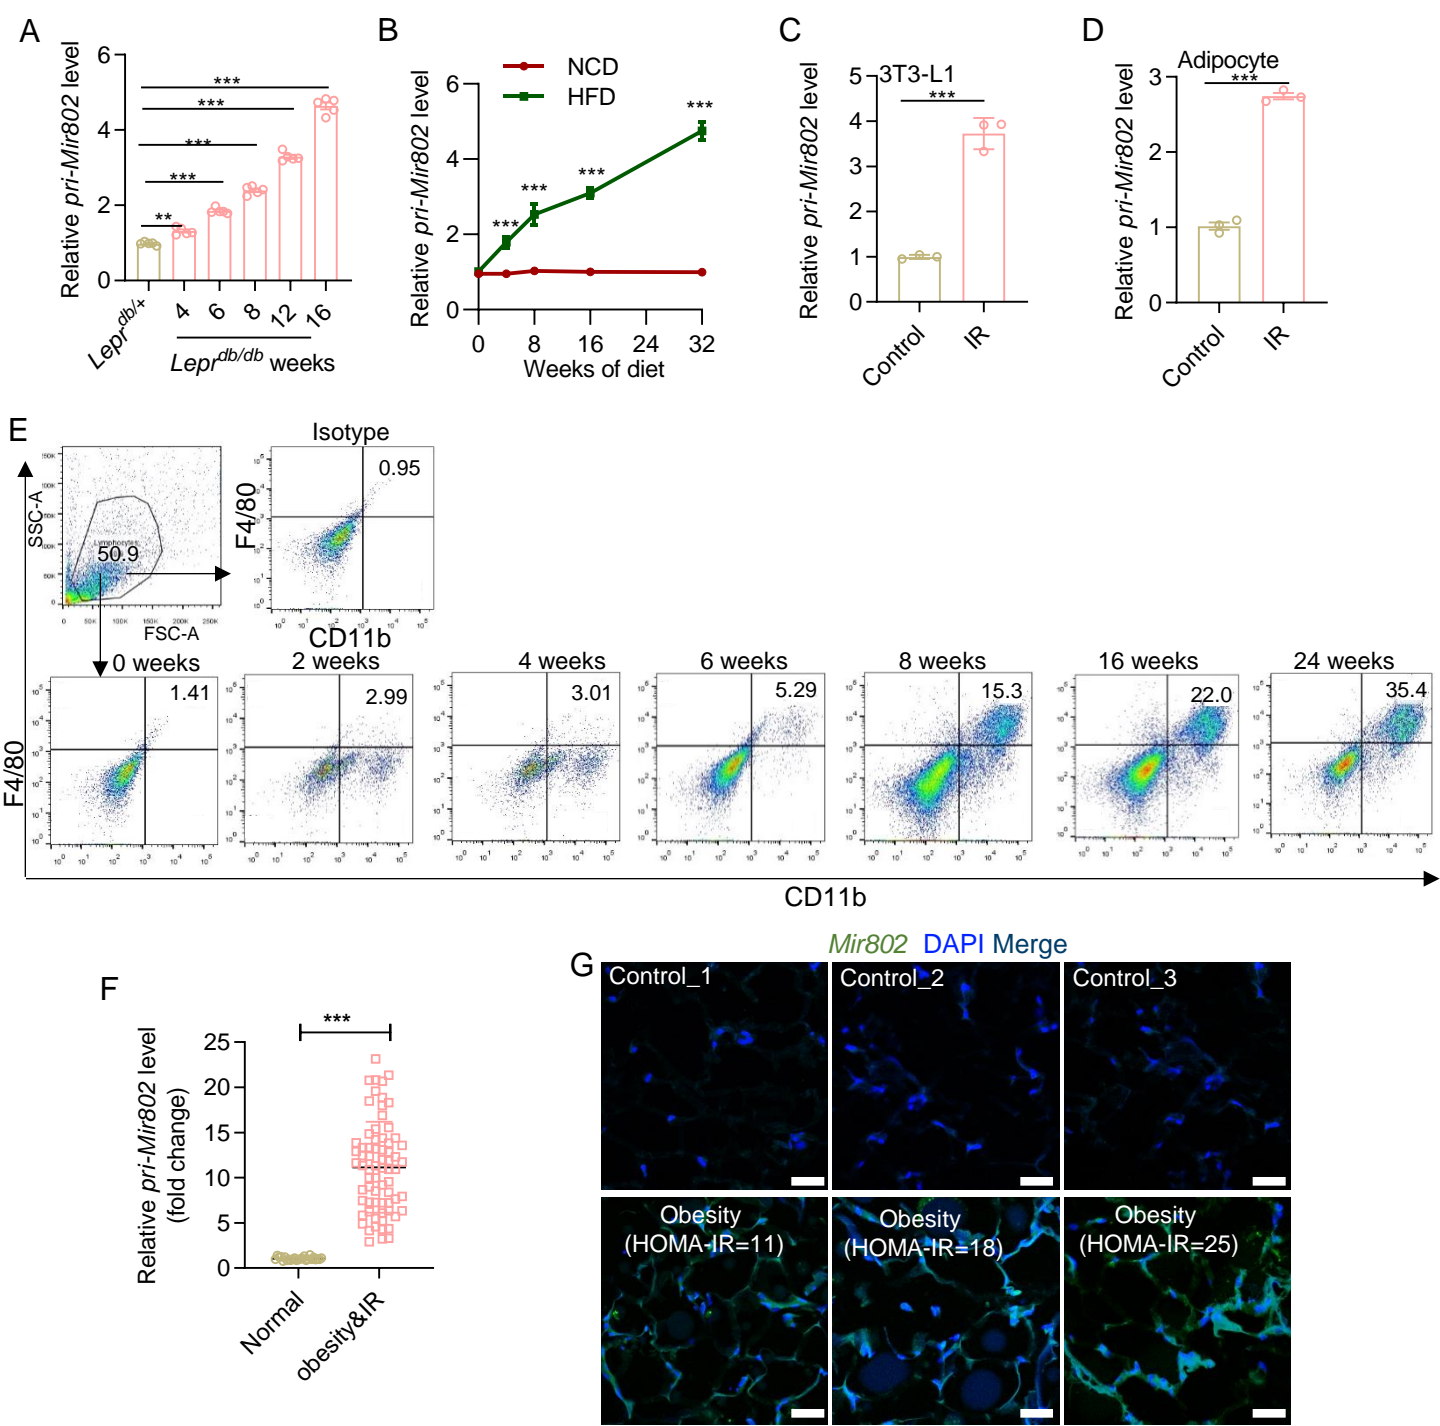 A
Relative pri-Mir802 level
6
4
2
0
***
***
***
***
**
Lepr db/+
4
6
8
12
16
Lepr db/db weeks
B
NCD
HFD
Relative pri-Mir802 level
6
4
2
0
***
***
***
***
0 8 16 24 32
Weeks of diet
C
3T3-L1
Relative pri-Mir802 level
5
4
3
2
1
0
***
Control
IR
D
Adipocyte
Relative pri-Mir802 level
3
2
1
0
***
Control
IR
E
SSC-A
50.9
FSC-A
Isotype
0.95
F4/80
CD11b
0 weeks
1.41
2 weeks
2.99
4 weeks
3.01
6 weeks
5.29
8 weeks
15.3
16 weeks
22.0
24 weeks
35.4
F4/80
CD11b
F
Relative pri-Mir802 level
(fold change)
25
20
15
10
5
0
***
Normal
obesity&IR
G
Mir802 DAPI Merge
Control_1
Control_2
Control_3
Obesity
(HOMA-IR=11)
Obesity
(HOMA-IR=18)
Obesity
(HOMA-IR=25)